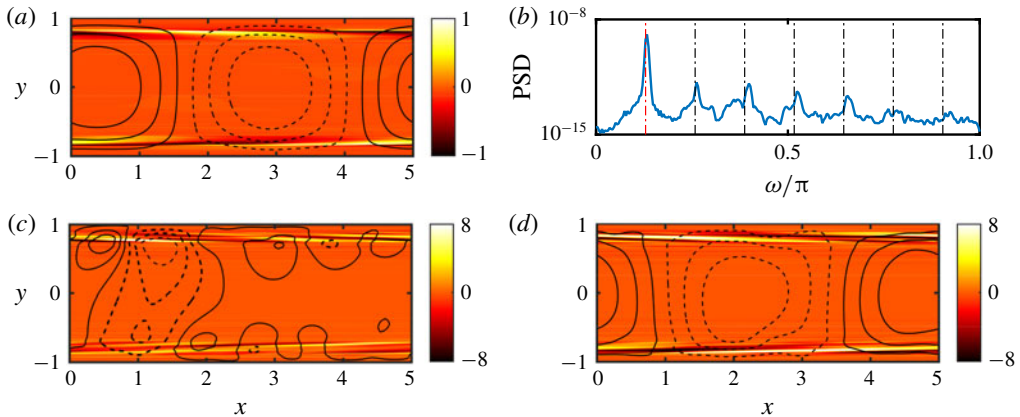 (a) 1 y 0 −1 0 1 2 3 4 5 1 0 −1
(b) 10−8 PSD 10−15 0 0.5 1.0 ω/π
(c) 1 y 0 −1 0 1 2 3 4 5 x 8 0 −8
(d) 1 0 −1 0 1 2 3 4 5 x 8 0 −8